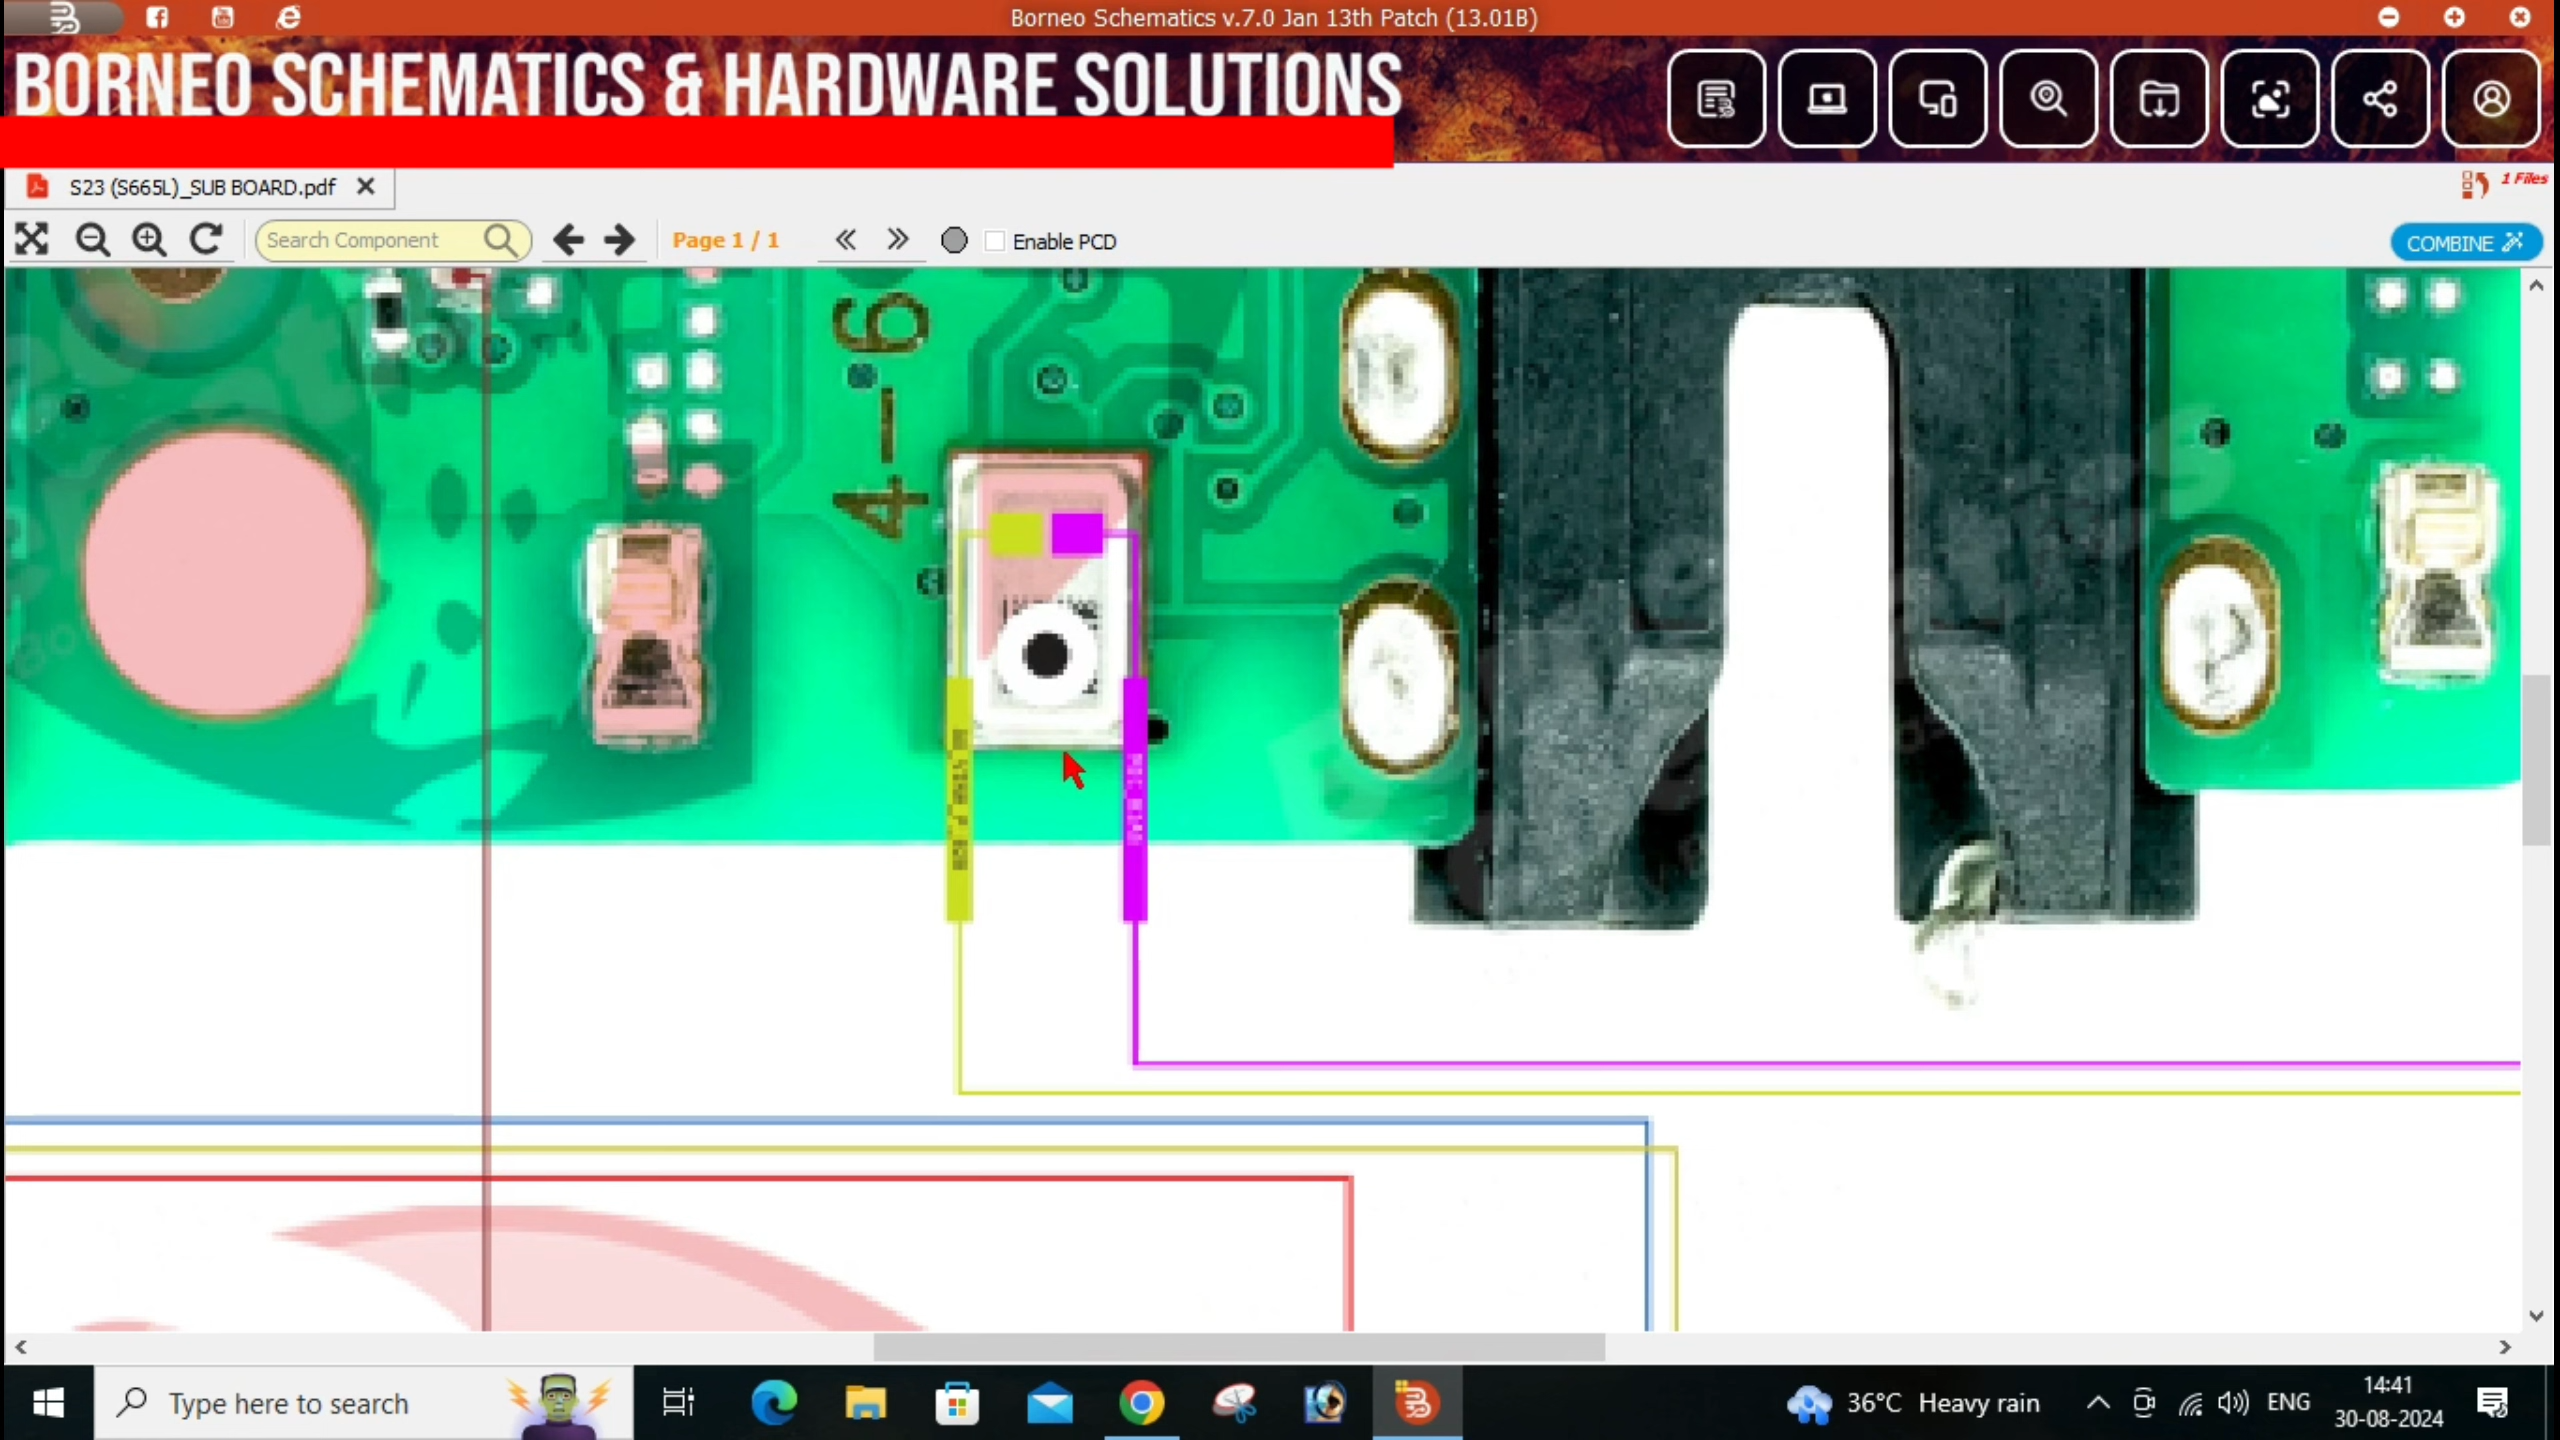 Borneo Schematics v.7.0 Jan 13th Patch (13.01B)
BORNEO SCHEMATICS & HARDWARE SOLUTIONS
S23 (S665L)_SUB BOARD.pdf
1 Files
Search Component
Page 1 / 1
Enable PCD
COMBINE
4-6
Type here to search
36°C Heavy rain
ENG
14:41
30-08-2024